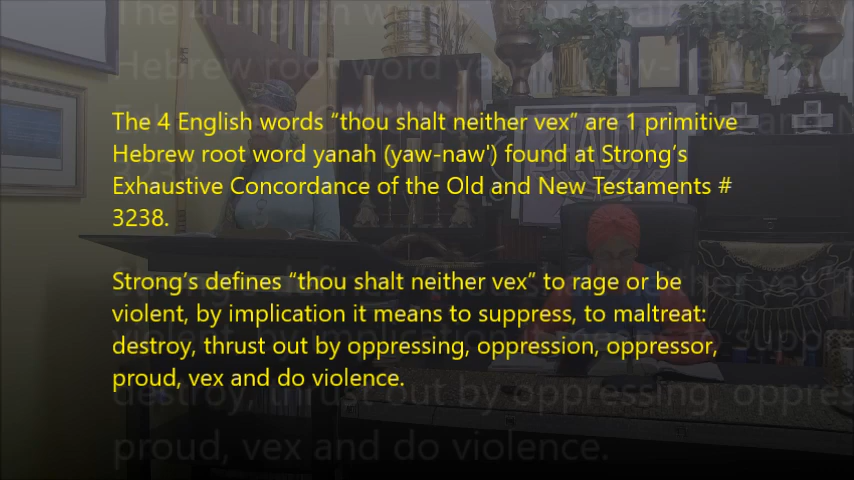 The 4 English words “thou shalt neither vex” are 1 primitive
Hebrew root word yanah (yaw-naw') found at Strong’s
Exhaustive Concordance of the Old and New Testaments #
3238.
Strong’s defines “thou shalt neither vex” to rage or be
violent, by implication it means to suppress, to maltreat:
destroy, thrust out by oppressing, oppression, oppressor,
proud, vex and do violence.